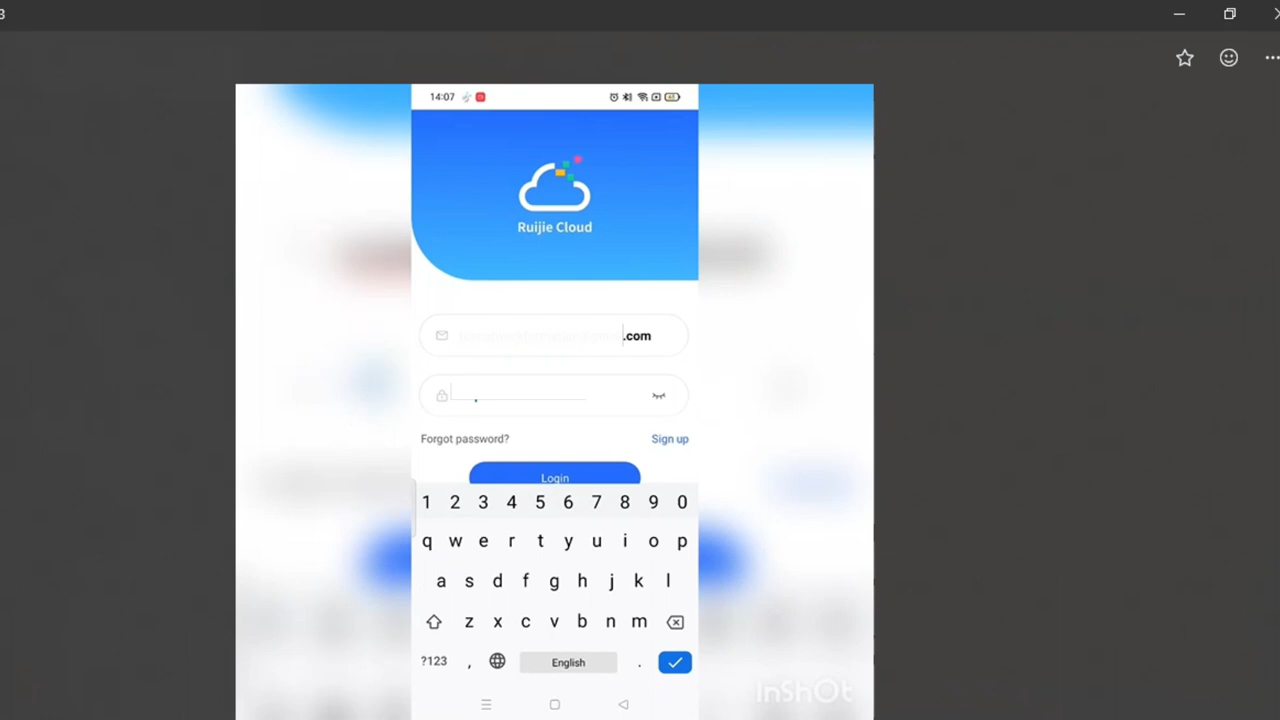 3
14:07
Ruijie Cloud
.com
Forgot password?
Sign up
Login
1 2 3 4 5 6 7 8 9 0
q w e r t y u i o p
a s d f g h j k l
z x c v b n m
?123 , English .
InShOt